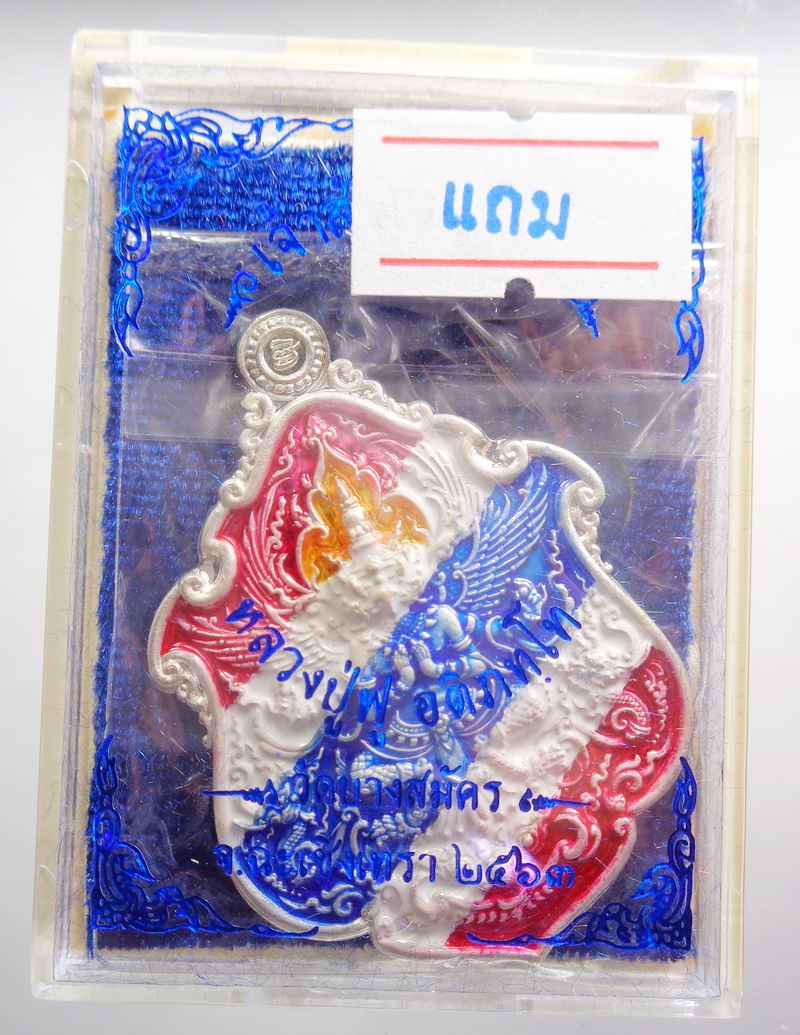 แถม
หลวงปู่ฟู อติภทฺโท
วัดบางสมัคร
จ.ฉะเชิงเทรา ๒๕๖๓